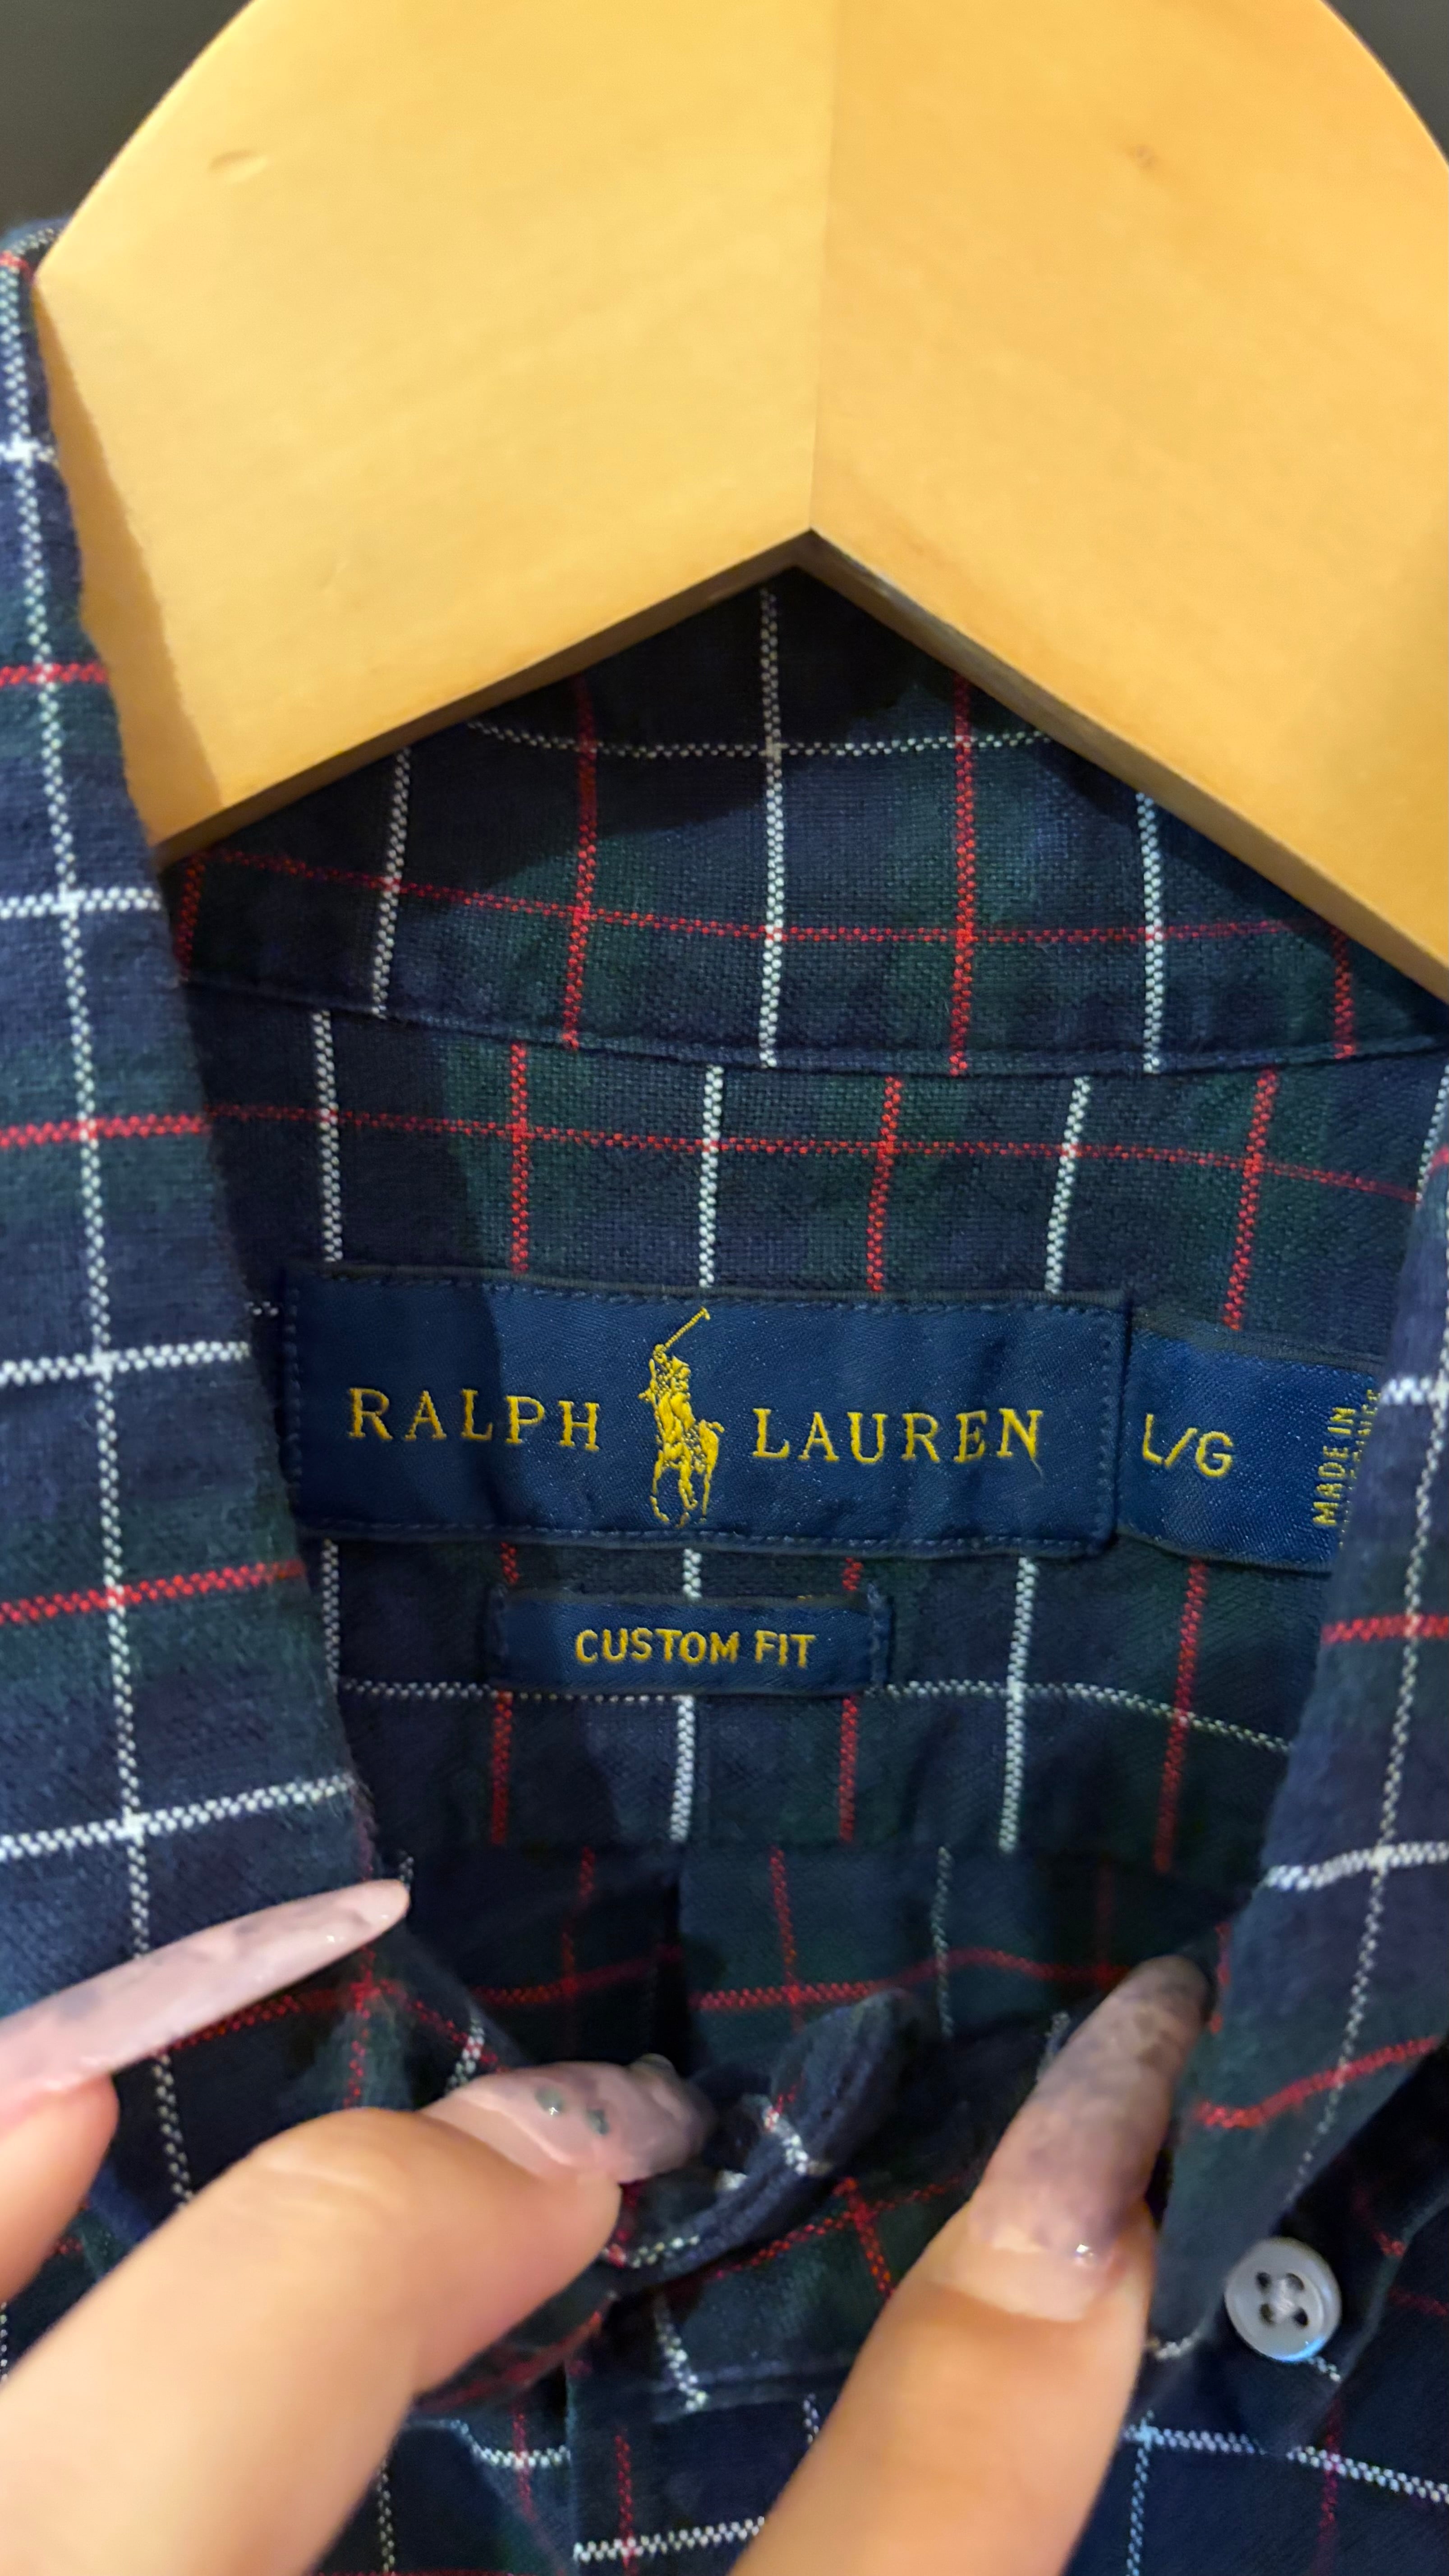 RALPH LAUREN
L/G
MADE IN
CUSTOM FIT